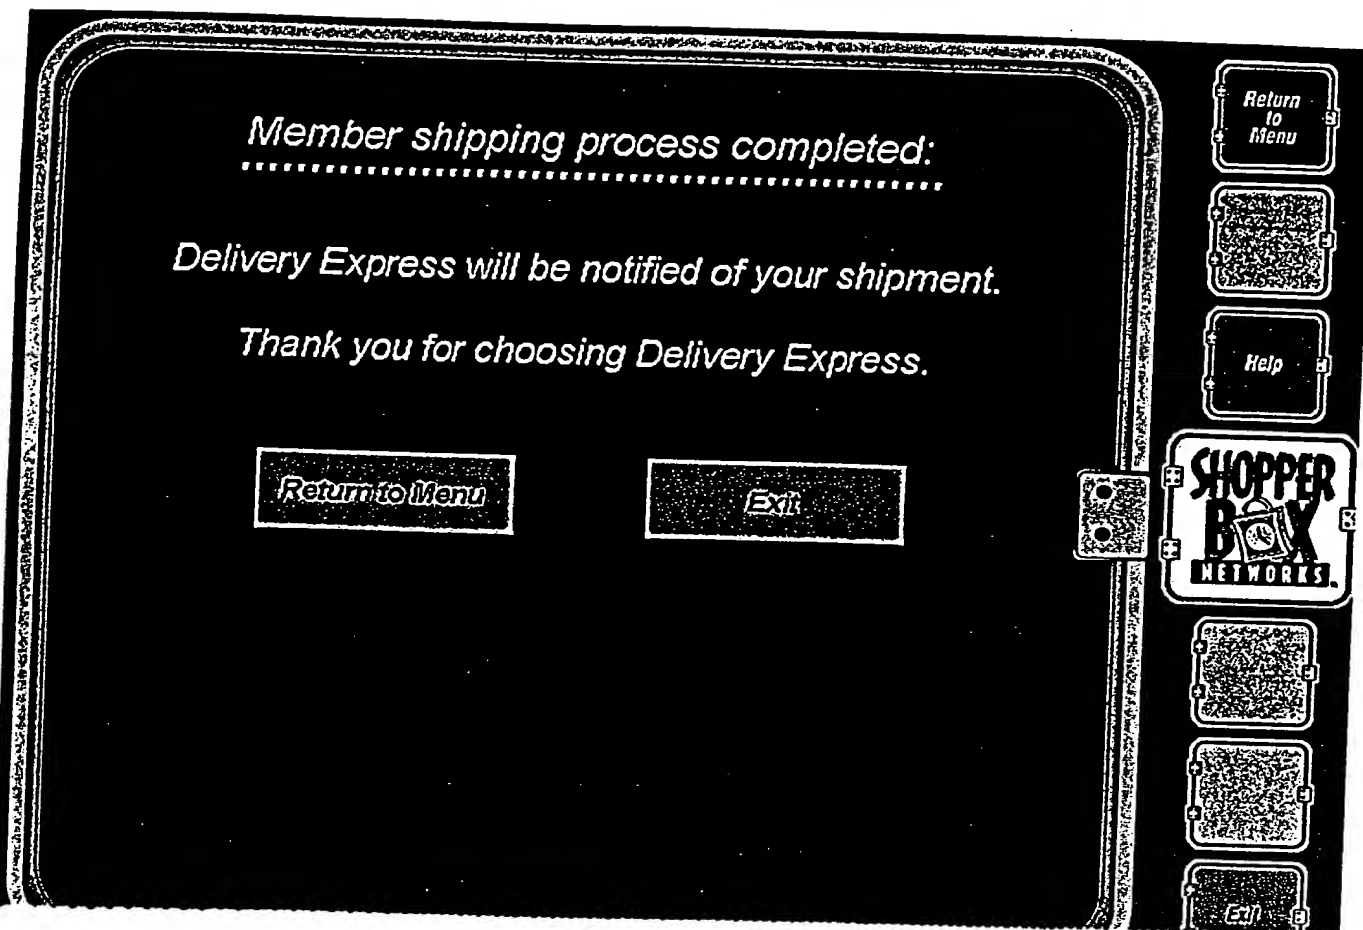 Member shipping process completed:
Delivery Express will be notified of your shipment.
Thank you for choosing Delivery Express.
Return to Menu
Exit
Return
to
Menu
Help
SHOPPER
BOX
NETWORKS
Exit